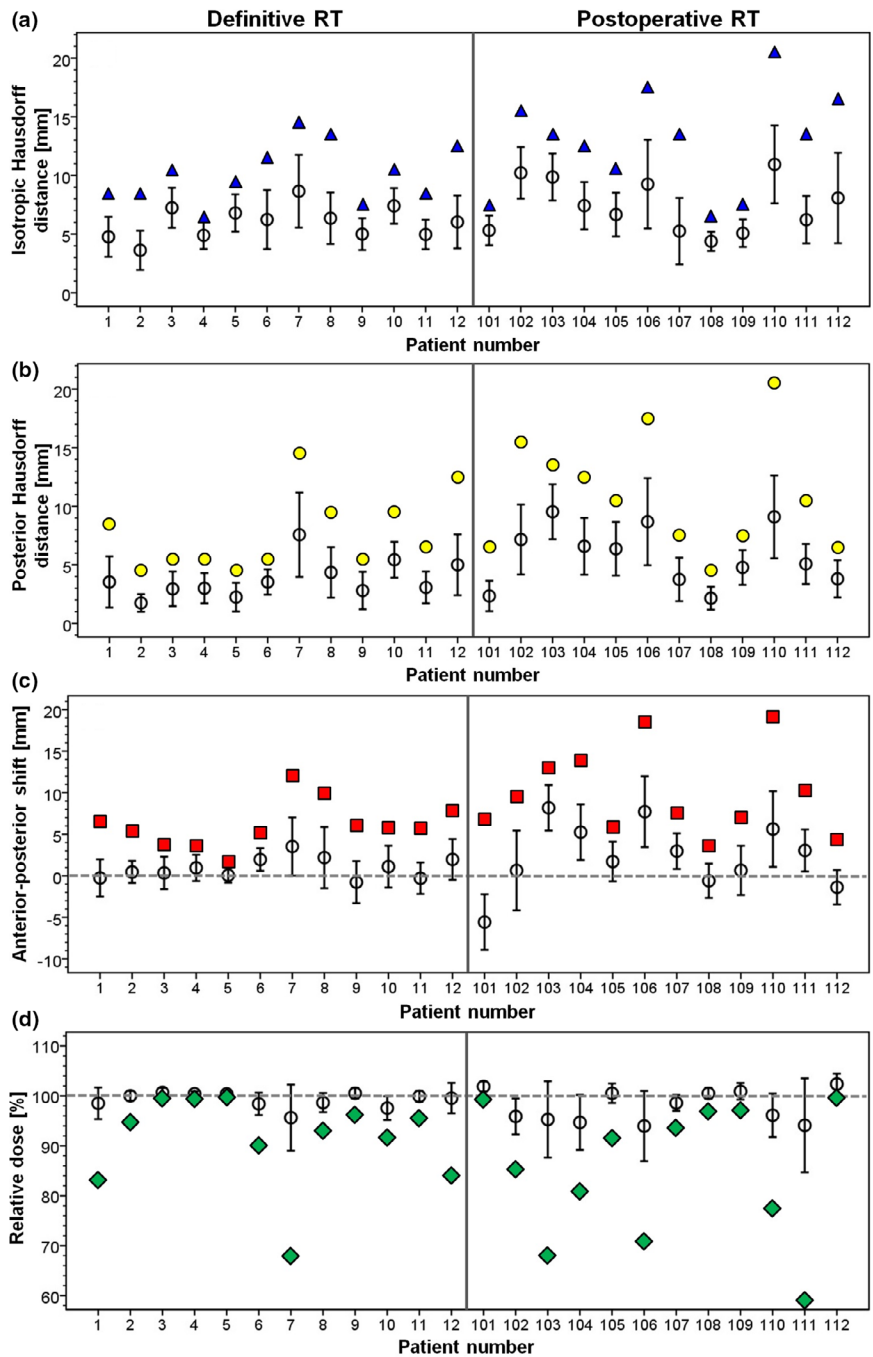 (a)
Definitive RT
Postoperative RT
Isotropic Hausdorff
distance [mm]
20
15
10
5
0
1 2 3 4 5 6 7 8 9 10 11 12 101 102 103 104 105 106 107 108 109 110 111 112
Patient number
(b)
Posterior Hausdorff
distance [mm]
20
15
10
5
0
1 2 3 4 5 6 7 8 9 10 11 12 101 102 103 104 105 106 107 108 109 110 111 112
Patient number
(c)
Anterior-posterior shift [mm]
20
15
10
5
0
-5
-10
1 2 3 4 5 6 7 8 9 10 11 12 101 102 103 104 105 106 107 108 109 110 111 112
Patient number
(d)
Relative dose [%]
110
100
90
80
70
60
1 2 3 4 5 6 7 8 9 10 11 12 101 102 103 104 105 106 107 108 109 110 111 112
Patient number